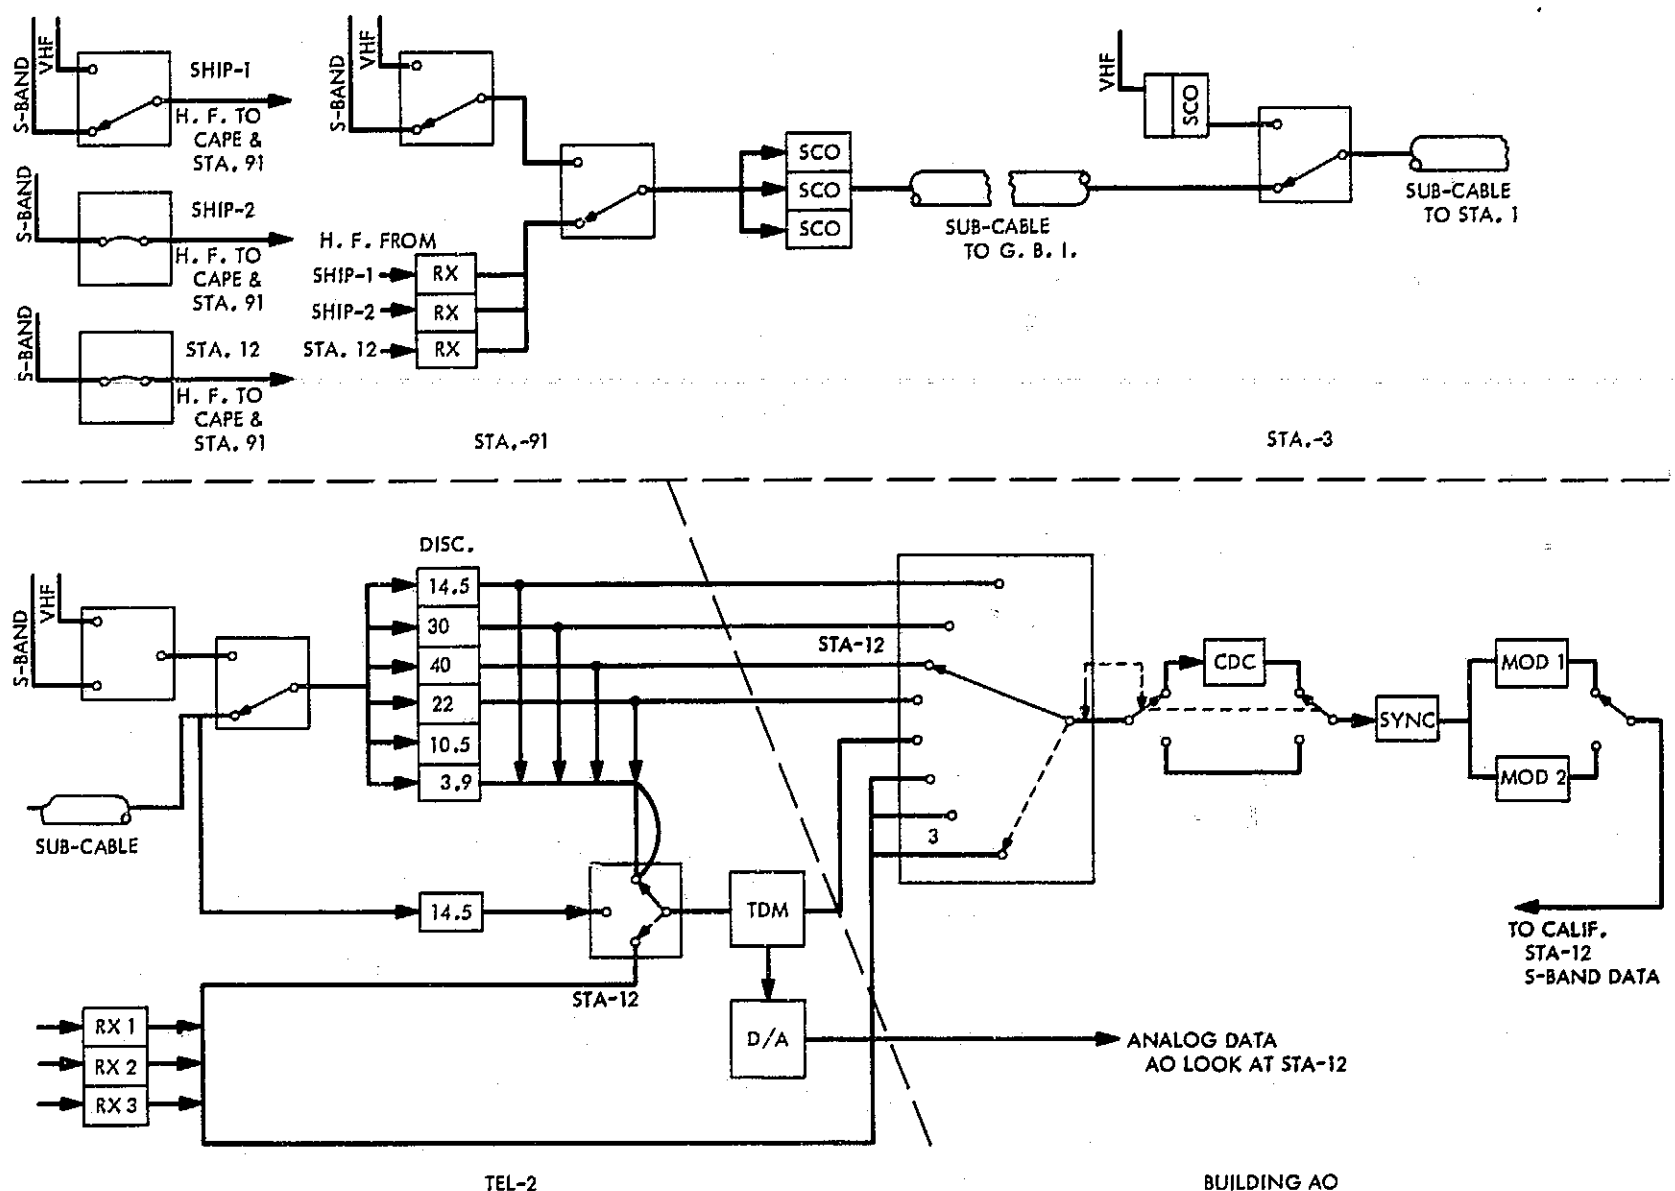 S-BAND
VHF
SHIP-1
H. F. TO
CAPE &
STA. 91
S-BAND
SHIP-2
H. F. TO
CAPE &
STA. 91
S-BAND
STA. 12
H. F. TO
CAPE &
STA. 91
S-BAND
VHF
H. F. FROM
SHIP-1
RX
SHIP-2
RX
STA. 12
RX
STA.-91
SCO
SCO
SCO
SUB-CABLE
TO G. B. I.
VHF
SCO
SUB-CABLE
TO STA. 1
STA.-3
S-BAND
VHF
SUB-CABLE
DISC.
14.5
30
40
22
10.5
3.9
14.5
STA-12
TDM
D/A
RX 1
RX 2
RX 3
TEL-2
STA-12
3
CDC
SYNC
MOD 1
MOD 2
TO CALIF.
STA-12
S-BAND DATA
ANALOG DATA
AO LOOK AT STA-12
BUILDING AO